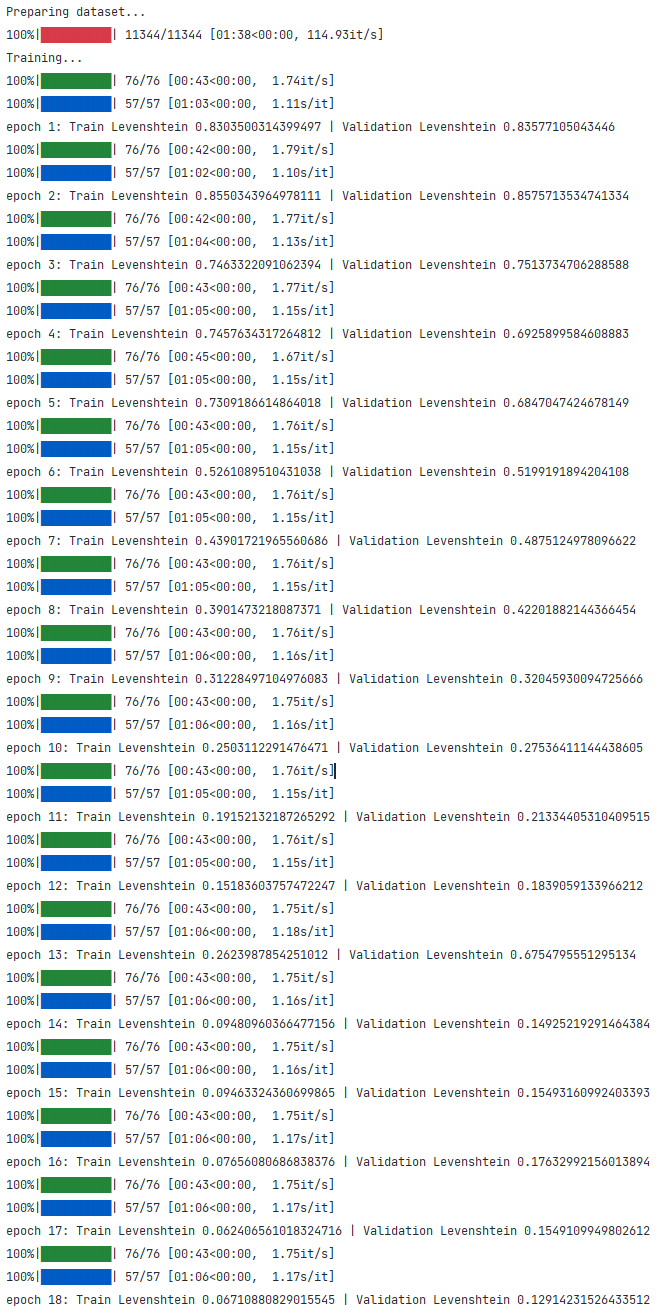 Preparing dataset...
100%|██████████| 11344/11344 [01:38<00:00, 114.93it/s]
Training...
100%|██████████| 76/76 [00:43<00:00,  1.74it/s]
100%|██████████| 57/57 [01:03<00:00,  1.11s/it]
epoch 1: Train Levenshtein 0.8303500314399497 | Validation Levenshtein 0.83577105043446
100%|██████████| 76/76 [00:42<00:00,  1.79it/s]
100%|██████████| 57/57 [01:02<00:00,  1.10s/it]
epoch 2: Train Levenshtein 0.8550343964978111 | Validation Levenshtein 0.8575713534741334
100%|██████████| 76/76 [00:42<00:00,  1.77it/s]
100%|██████████| 57/57 [01:04<00:00,  1.13s/it]
epoch 3: Train Levenshtein 0.7463322091062394 | Validation Levenshtein 0.7513734706288588
100%|██████████| 76/76 [00:43<00:00,  1.77it/s]
100%|██████████| 57/57 [01:05<00:00,  1.15s/it]
epoch 4: Train Levenshtein 0.7457634317264812 | Validation Levenshtein 0.6925899584608883
100%|██████████| 76/76 [00:45<00:00,  1.67it/s]
100%|██████████| 57/57 [01:05<00:00,  1.15s/it]
epoch 5: Train Levenshtein 0.7309186614864018 | Validation Levenshtein 0.6847047424678149
100%|██████████| 76/76 [00:43<00:00,  1.76it/s]
100%|██████████| 57/57 [01:05<00:00,  1.15s/it]
epoch 6: Train Levenshtein 0.5261089510431038 | Validation Levenshtein 0.5199191894204108
100%|██████████| 76/76 [00:43<00:00,  1.76it/s]
100%|██████████| 57/57 [01:05<00:00,  1.15s/it]
epoch 7: Train Levenshtein 0.43901721965560686 | Validation Levenshtein 0.4875124978096622
100%|██████████| 76/76 [00:43<00:00,  1.76it/s]
100%|██████████| 57/57 [01:05<00:00,  1.15s/it]
epoch 8: Train Levenshtein 0.3901473218087371 | Validation Levenshtein 0.42201882144366454
100%|██████████| 76/76 [00:43<00:00,  1.76it/s]
100%|██████████| 57/57 [01:06<00:00,  1.16s/it]
epoch 9: Train Levenshtein 0.31228497104976083 | Validation Levenshtein 0.32045930094725666
100%|██████████| 76/76 [00:43<00:00,  1.75it/s]
100%|██████████| 57/57 [01:06<00:00,  1.16s/it]
epoch 10: Train Levenshtein 0.2503112291476471 | Validation Levenshtein 0.27536411144438605
100%|██████████| 76/76 [00:43<00:00,  1.76it/s]
100%|██████████| 57/57 [01:05<00:00,  1.15s/it]
epoch 11: Train Levenshtein 0.19152132187265292 | Validation Levenshtein 0.21334405310409515
100%|██████████| 76/76 [00:43<00:00,  1.76it/s]
100%|██████████| 57/57 [01:05<00:00,  1.15s/it]
epoch 12: Train Levenshtein 0.15183603757472247 | Validation Levenshtein 0.1839059133966212
100%|██████████| 76/76 [00:43<00:00,  1.75it/s]
100%|██████████| 57/57 [01:06<00:00,  1.18s/it]
epoch 13: Train Levenshtein 0.2623987854251012 | Validation Levenshtein 0.6754795551295134
100%|██████████| 76/76 [00:43<00:00,  1.75it/s]
100%|██████████| 57/57 [01:06<00:00,  1.16s/it]
epoch 14: Train Levenshtein 0.09480960366477156 | Validation Levenshtein 0.14925219291464384
100%|██████████| 76/76 [00:43<00:00,  1.75it/s]
100%|██████████| 57/57 [01:06<00:00,  1.16s/it]
epoch 15: Train Levenshtein 0.09463324360699865 | Validation Levenshtein 0.15493160992403393
100%|██████████| 76/76 [00:43<00:00,  1.75it/s]
100%|██████████| 57/57 [01:06<00:00,  1.17s/it]
epoch 16: Train Levenshtein 0.07656080686838376 | Validation Levenshtein 0.17632992156013894
100%|██████████| 76/76 [00:43<00:00,  1.75it/s]
100%|██████████| 57/57 [01:06<00:00,  1.17s/it]
epoch 17: Train Levenshtein 0.062406561018324716 | Validation Levenshtein 0.1549109949802612
100%|██████████| 76/76 [00:43<00:00,  1.75it/s]
100%|██████████| 57/57 [01:06<00:00,  1.17s/it]
epoch 18: Train Levenshtein 0.06710880829015545 | Validation Levenshtein 0.12914231526433512